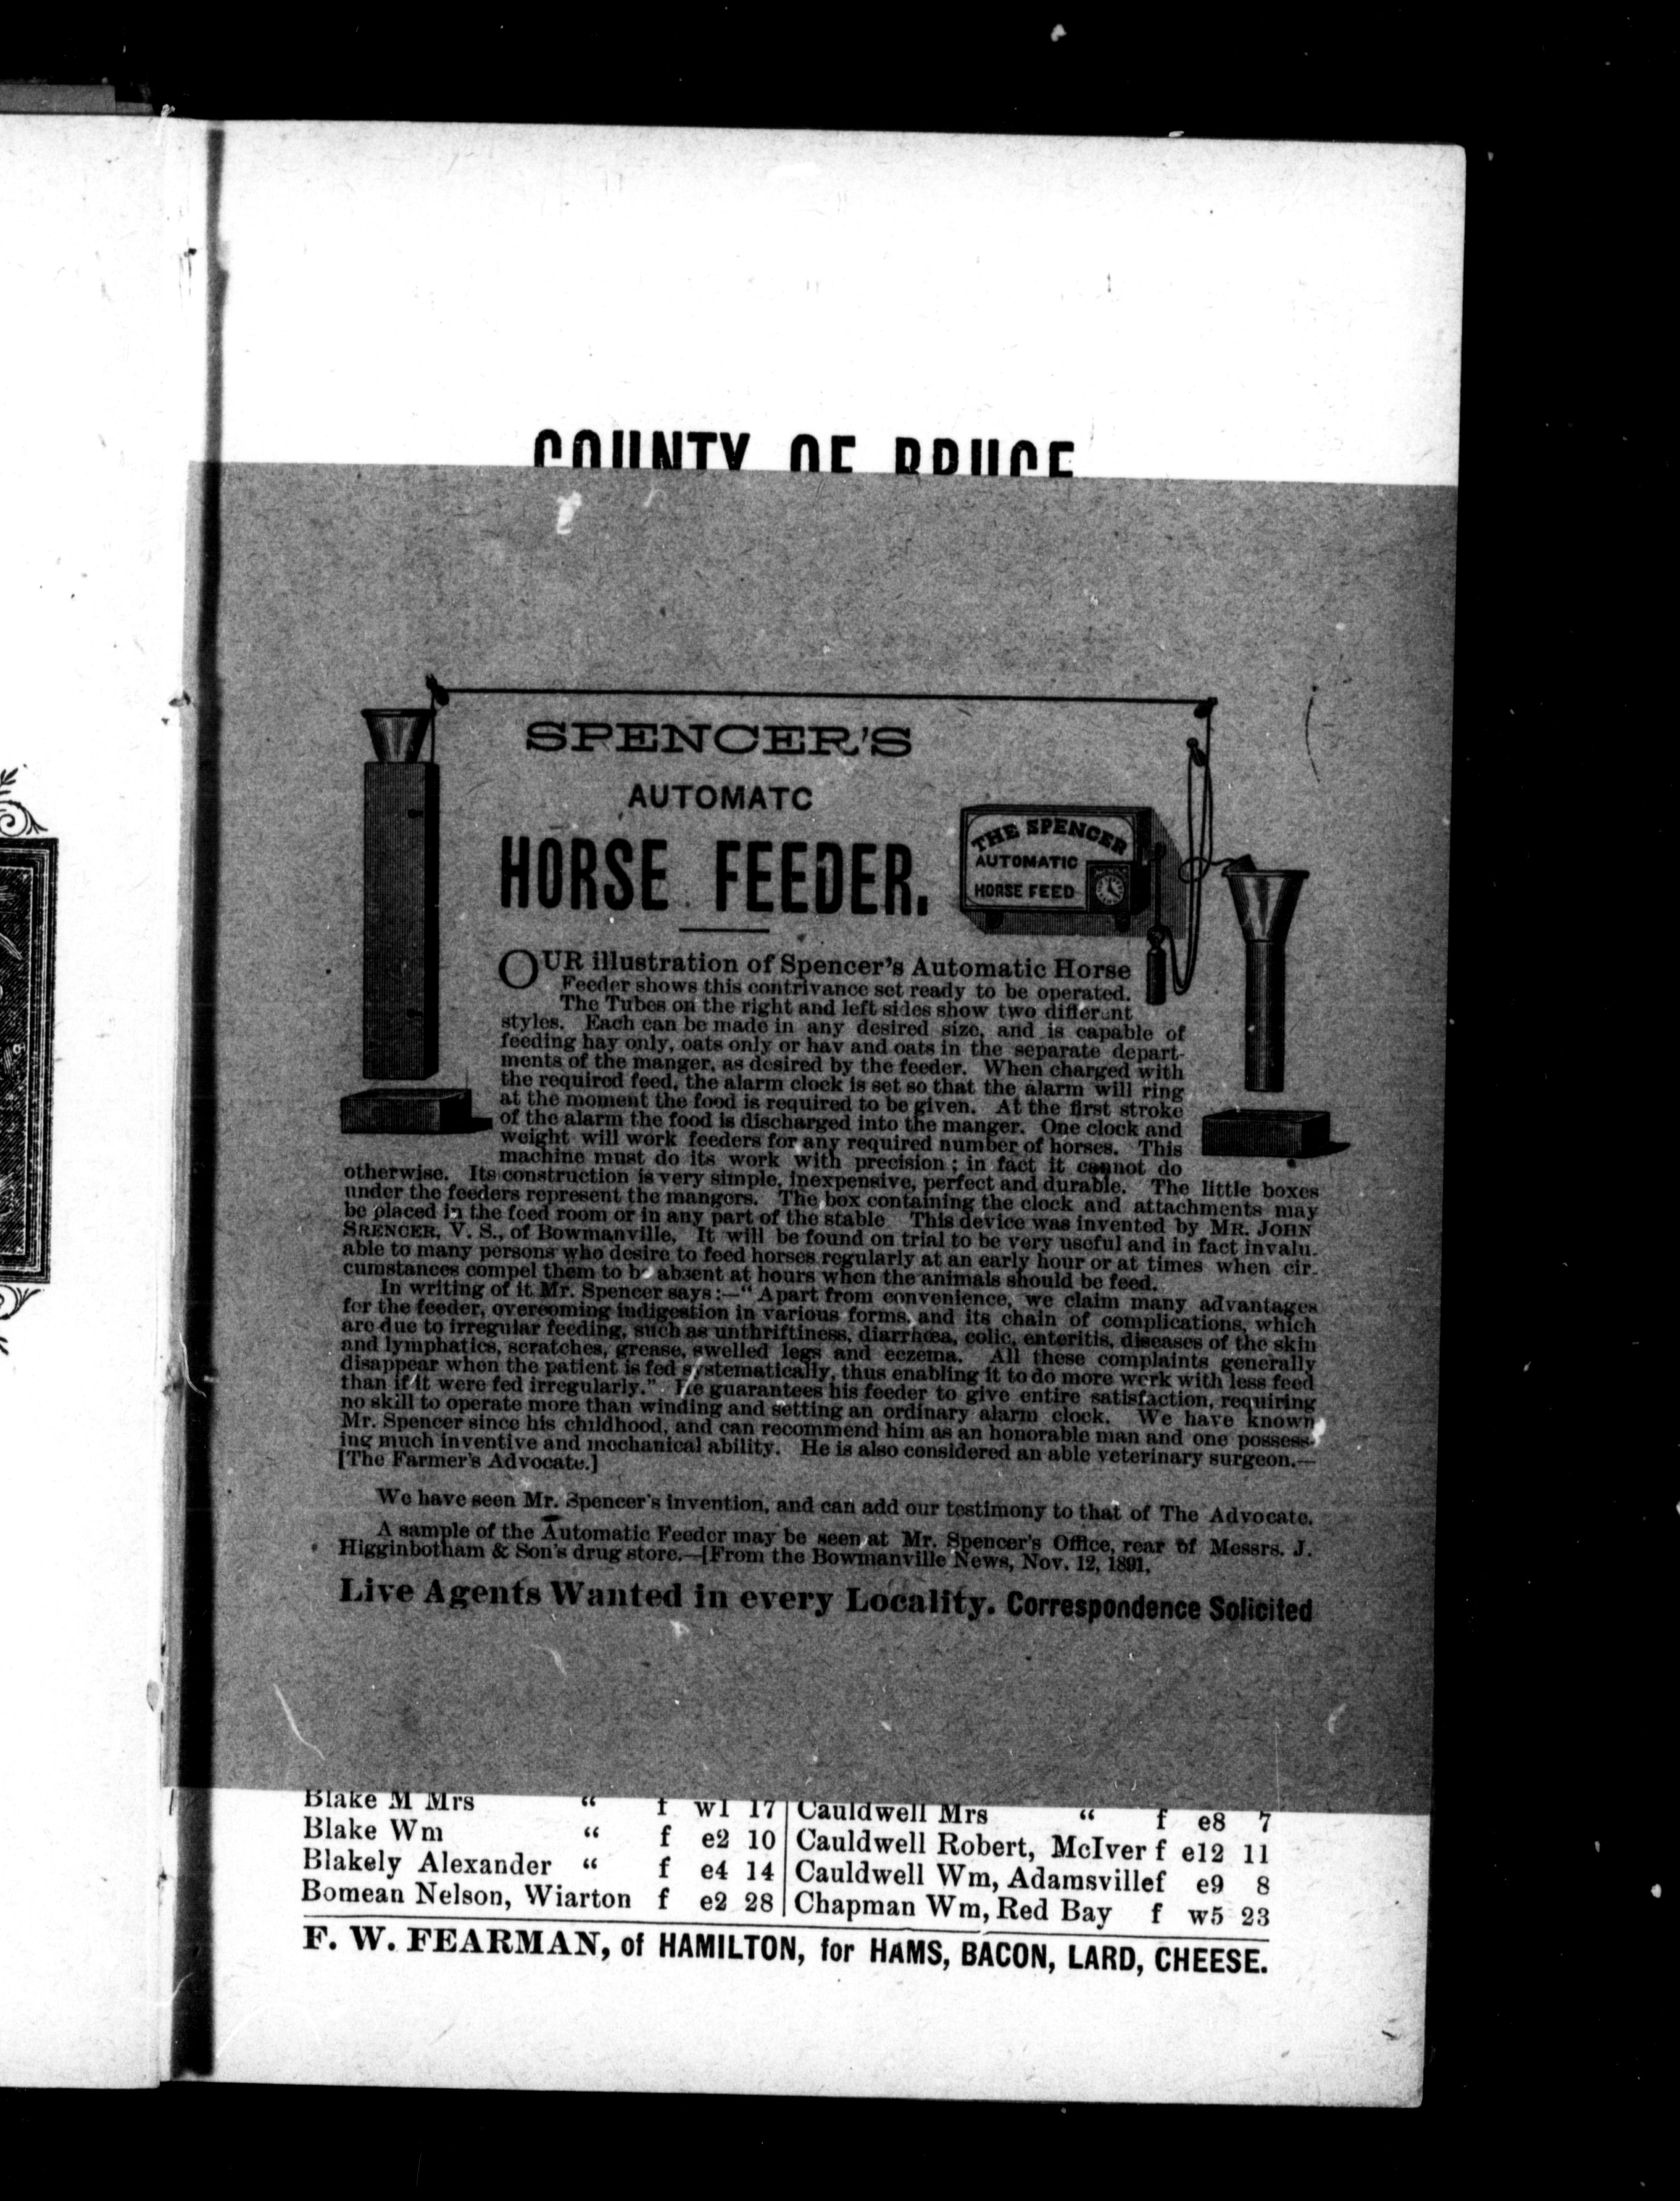 COUNTY OF BRUCE
SPENCER'S
AUTOMATC
HORSE FEEDER.
THE SPENCER
AUTOMATIC
HORSE FEED
OUR illustration of Spencer's Automatic Horse
Feeder shows this contrivance set ready to be operated.
The Tubes on the right and left sides show two different
styles. Each can be made in any desired size, and is capable of
feeding hay only, oats only or hav and oats in the separate depart-
ments of the manger, as desired by the feeder. When charged with
the required feed, the alarm clock is set so that the alarm will ring
at the moment the food is required to be given. At the first stroke
of the alarm the food is discharged into the manger. One clock and
weight will work feeders for any required number of horses. This
machine must do its work with precision; in fact it cannot do
otherwise. Its construction is very simple, inexpensive, perfect and durable. The little boxes
under the feeders represent the mangers. The box containing the clock and attachments may
be placed in the feed room or in any part of the stable This device was invented by MR. JOHN
SRENCER, V. S., of Bowmanville, It will be found on trial to be very useful and in fact invalu.
able to many persons who desire to feed horses regularly at an early hour or at times when cir-
cumstances compel them to be absent at hours when the animals should be feed.
In writing of it Mr. Spencer says:—"Apart from convenience, we claim many advantages
for the feeder, overcoming indigestion in various forms, and its chain of complications, which
are due to irregular feeding, such as unthriftiness, diarrhœa, colic, enteritis, diseases of the skin
and lymphatics, scratches, grease, swelled legs and eczema. All these complaints generally
disappear when the patient is fed systematically, thus enabling it to do more work with less feed
than if it were fed irregularly." He guarantees his feeder to give entire satisfaction, requiring
no skill to operate more than winding and setting an ordinary alarm clock. We have known
Mr. Spencer since his childhood, and can recommend him as an honorable man and one possess-
ing much inventive and mechanical ability. He is also considered an able veterinary surgeon.—
[The Farmer's Advocate.]
We have seen Mr. Spencer's invention, and can add our testimony to that of The Advocate.
A sample of the Automatic Feeder may be seen at Mr. Spencer's Office, rear of Messrs. J.
Higginbotham & Son's drug store.—[From the Bowmanville News, Nov. 12, 1891,
Live Agents Wanted in every Locality. Correspondence Solicited
Blake M Mrs " f w1 17
Blake Wm " f e2 10
Blakely Alexander " f e4 14
Bomean Nelson, Wiarton f e2 28
Cauldwell Mrs " f e8 7
Cauldwell Robert, McIver f e12 11
Cauldwell Wm, Adamsville f e9 8
Chapman Wm, Red Bay f w5 23
F. W. FEARMAN, of HAMILTON, for HAMS, BACON, LARD, CHEESE.